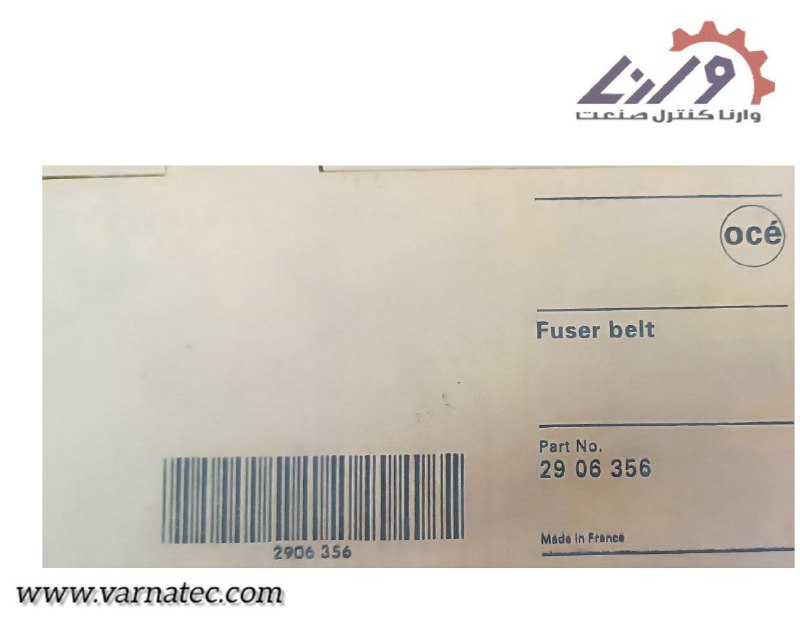 وارنا
وارنا کنترل صنعت
océ
Fuser belt
Part No.
29 06 356
Made in France
2906 356
www.varnatec.com